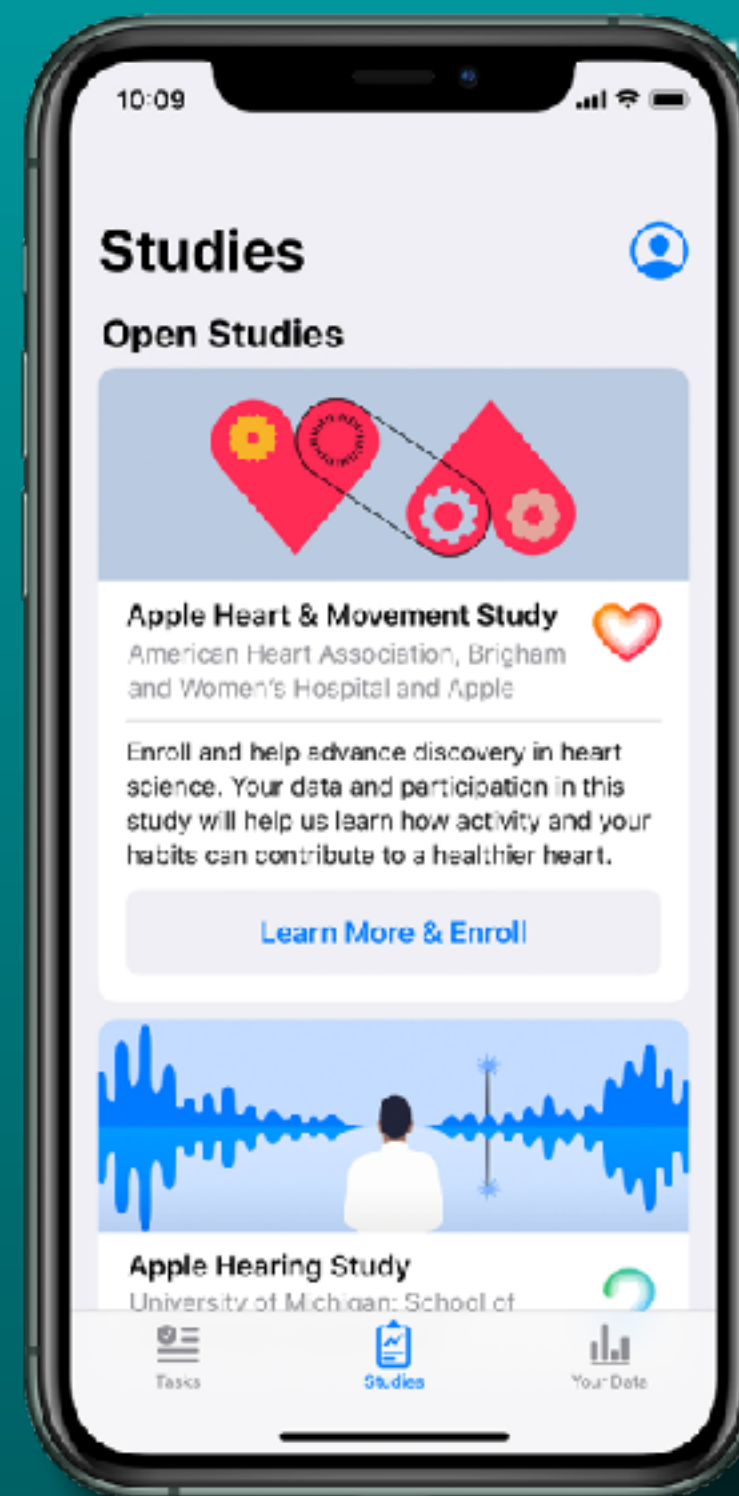 10:09
Studies
Open Studies
Apple Heart & Movement Study
American Heart Association, Brigham
and Women's Hospital and Apple
Enroll and help advance discovery in heart
science. Your data and participation in this
study will help us learn how activity and your
habits can contribute to a healthier heart.
Learn More & Enroll
Apple Hearing Study
University of Michigan: School of
Tasks
Studies
Your Data